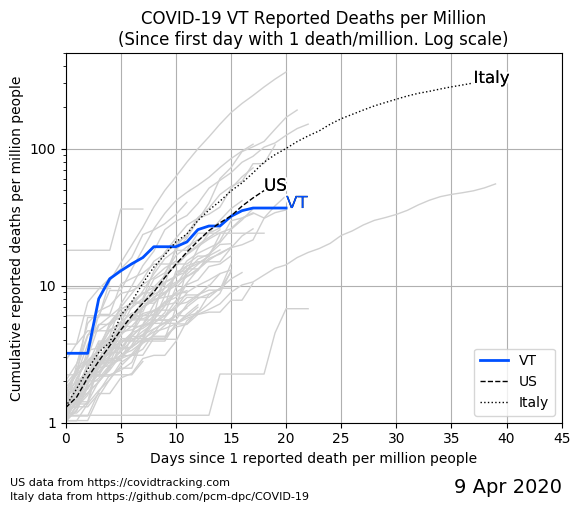 COVID-19 VT Reported Deaths per Million
(Since first day with 1 death/million. Log scale)
Cumulative reported deaths per million people
100
10
1
Italy
US
VT
VT
US
Italy
0 5 10 15 20 25 30 35 40 45
Days since 1 reported death per million people
US data from https://covidtracking.com
Italy data from https://github.com/pcm-dpc/COVID-19
9 Apr 2020